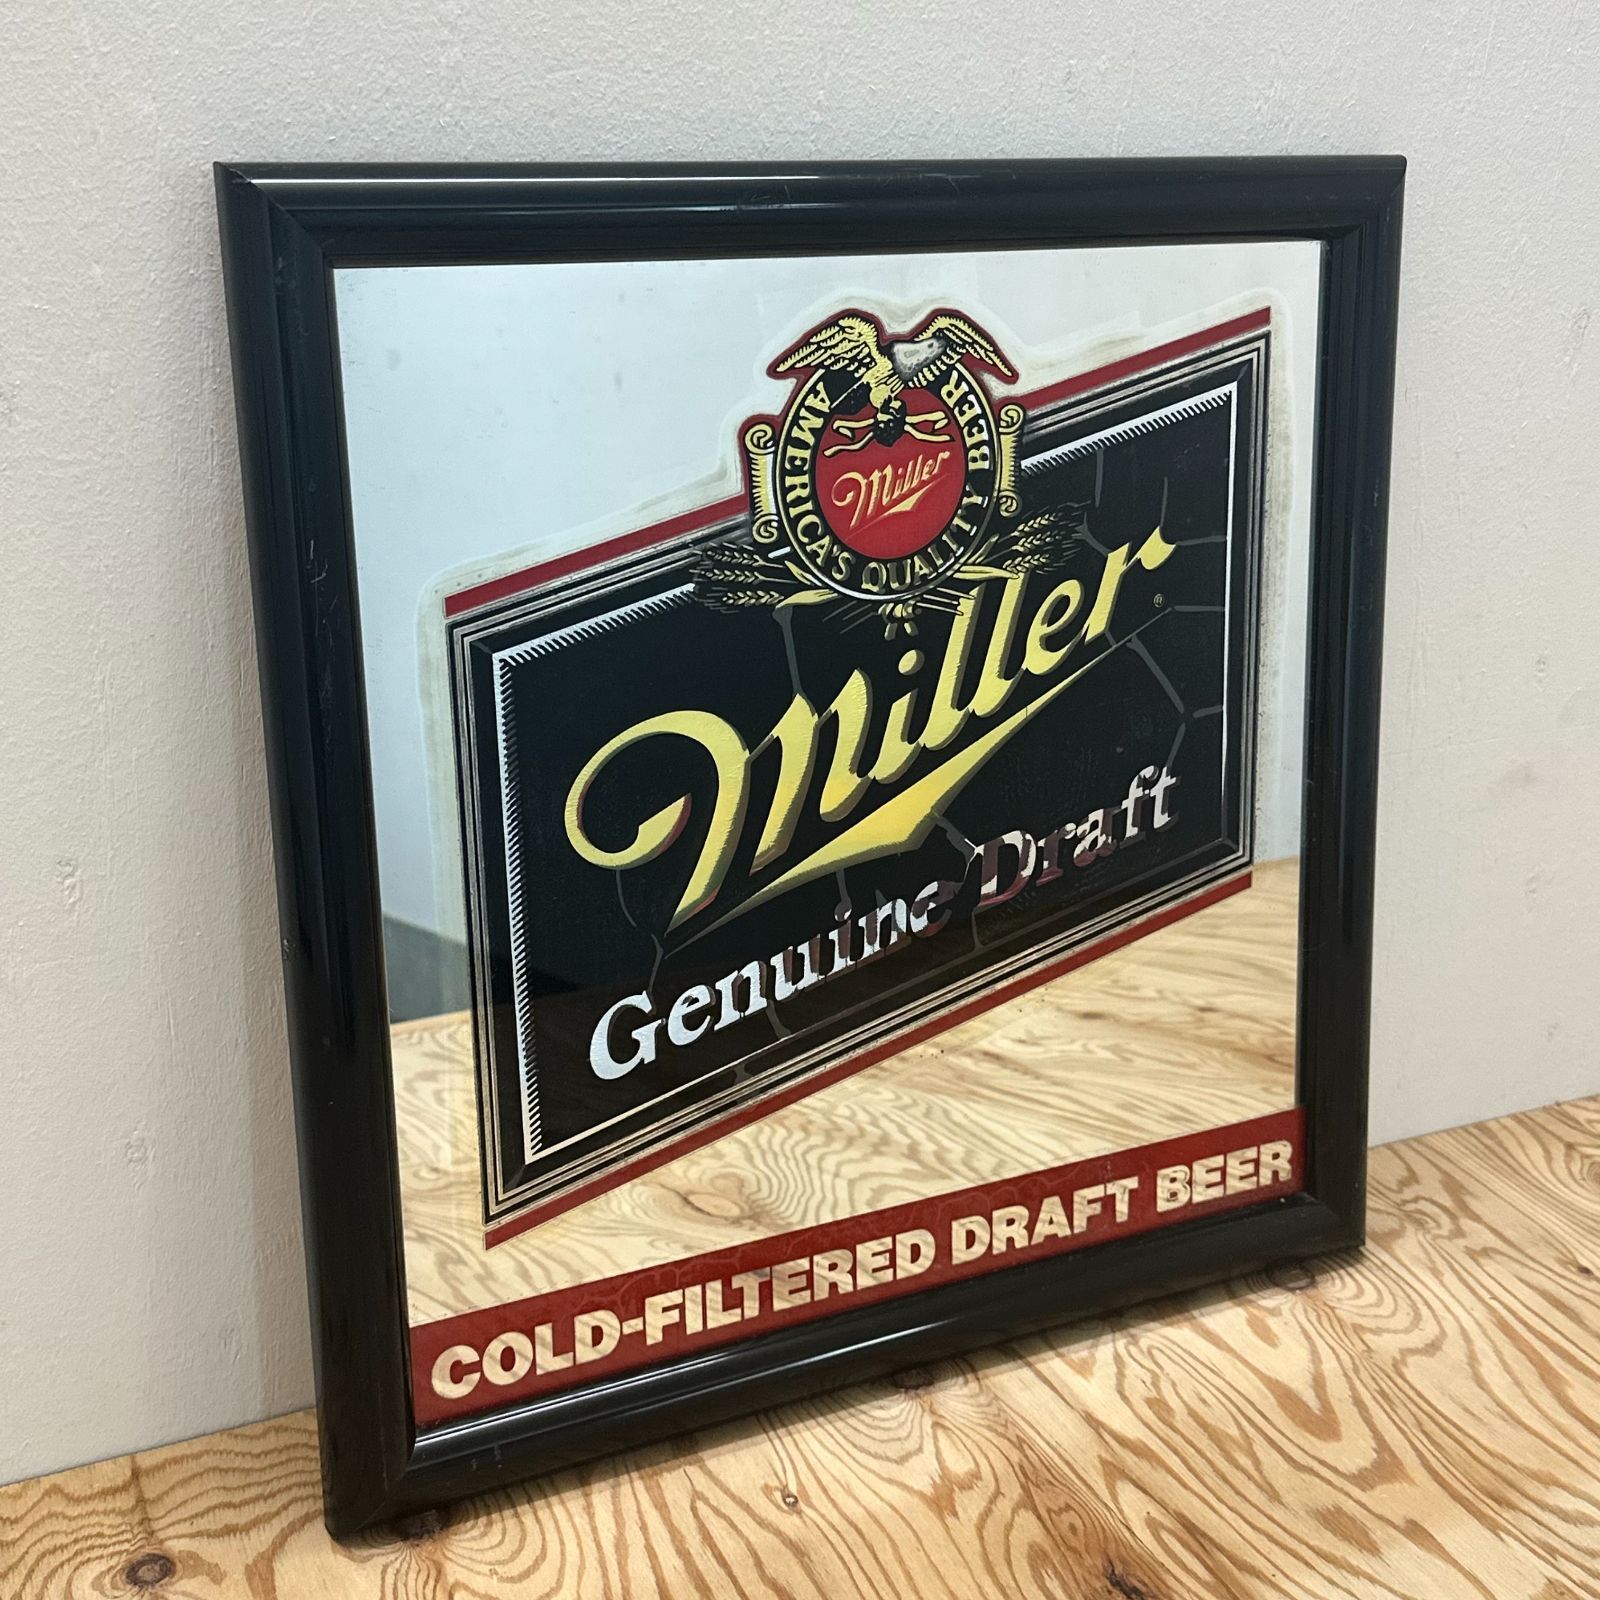 AMERICA'S QUALITY BEER
Miller
Miller
®
Genuine Draft
COLD-FILTERED DRAFT BEER